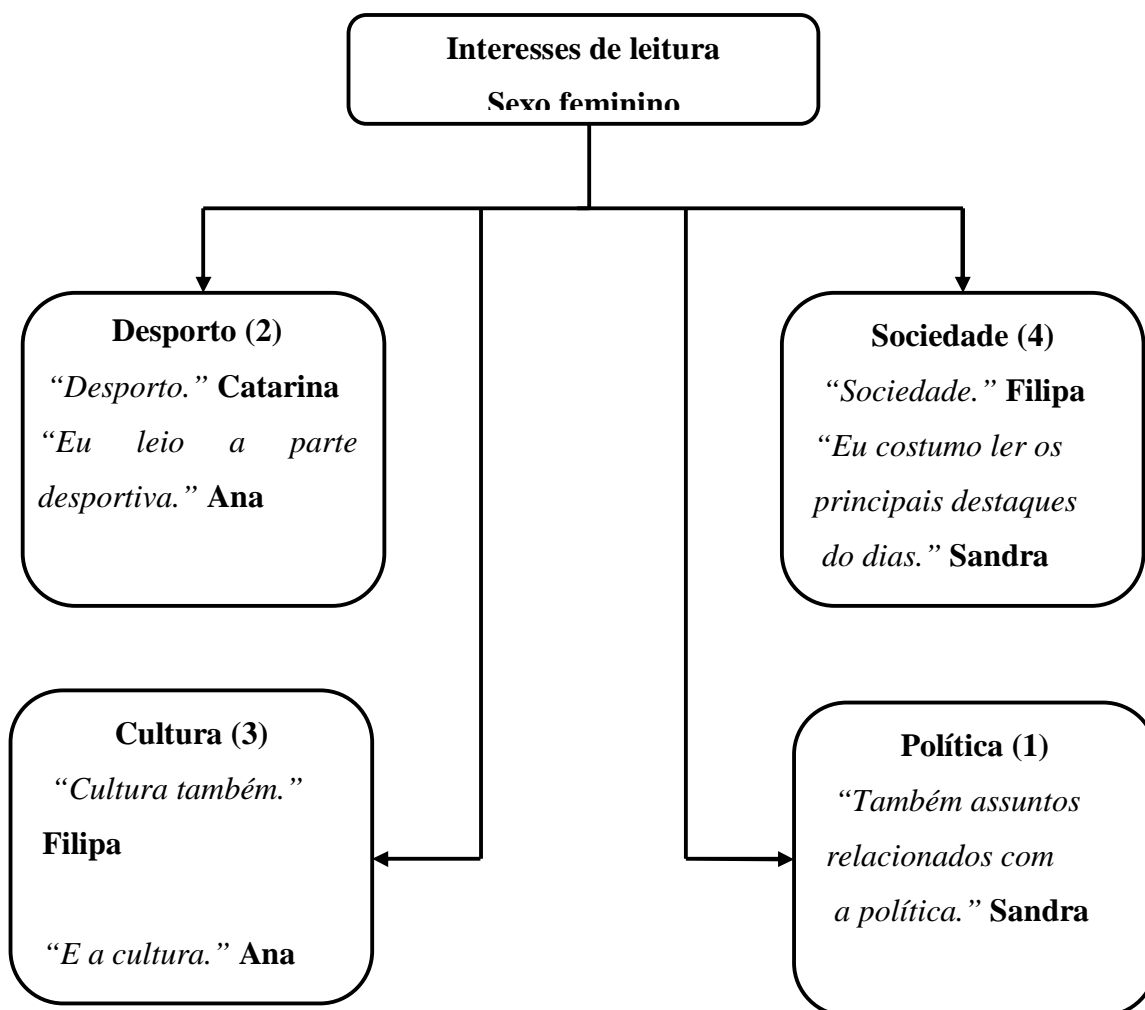 Interesses de leitura
Sexo feminino
Desporto (2)
“Desporto.” Catarina
“Eu leio a parte
desportiva.” Ana
Sociedade (4)
“Sociedade.” Filipa
“Eu costumo ler os
principais destaques
do dias.” Sandra
Cultura (3)
“Cultura também.”
Filipa
“E a cultura.” Ana
Política (1)
“Também assuntos
relacionados com
a política.” Sandra